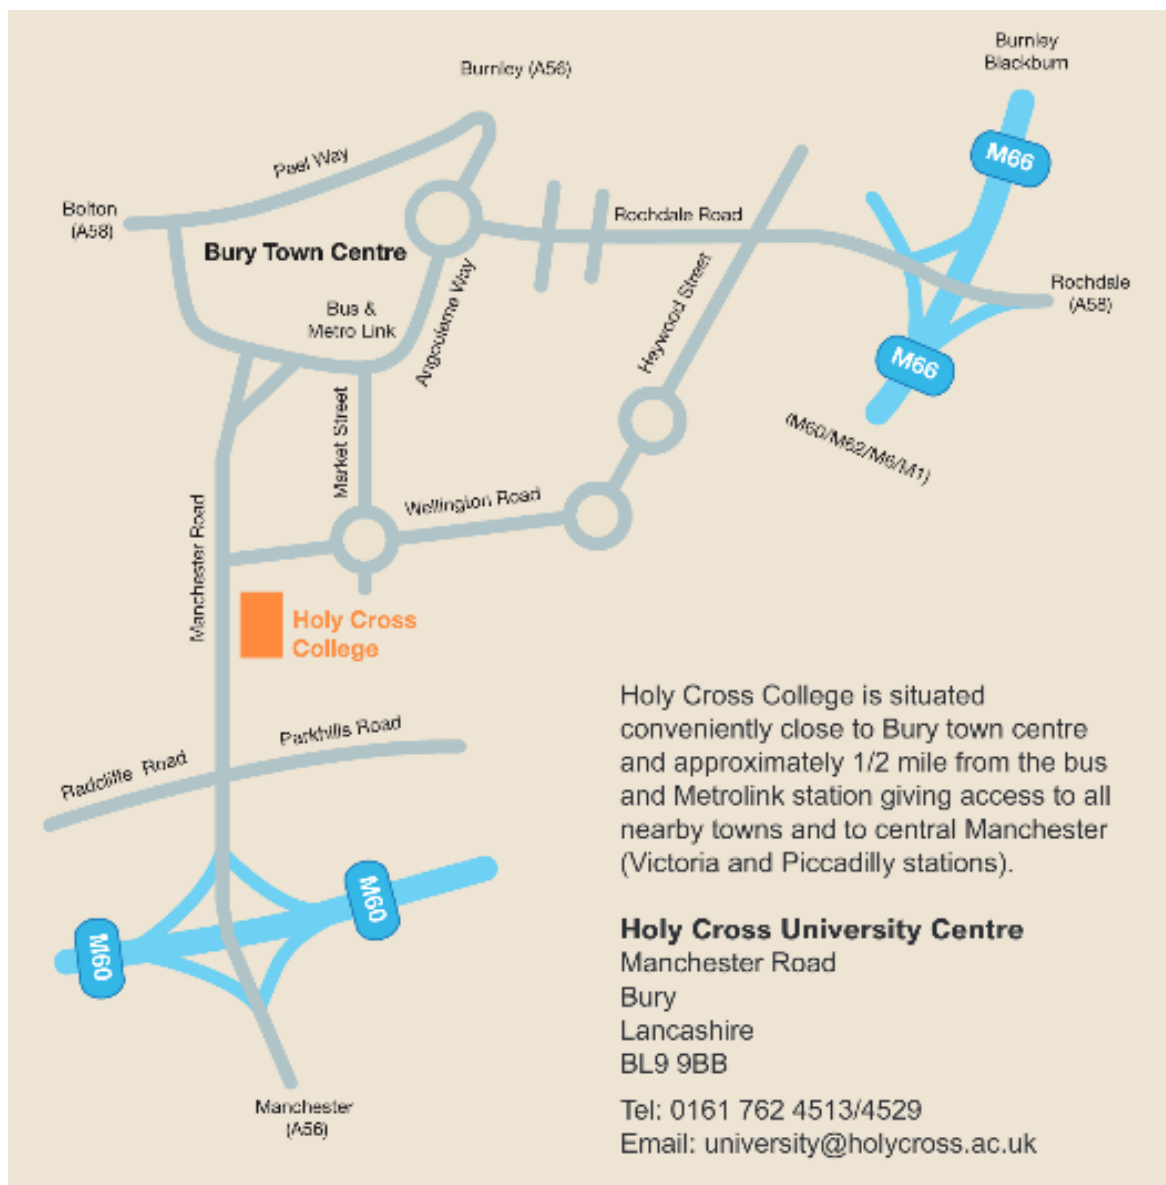 Burnley
Blackburn
Burnley (A56)
M66
Peel Way
Bolton
(A58)
Rochdale Road
Bury Town Centre
Rochdale
(A58)
Bus &
Metro Link
Angouleme Way
Heywood Street
M66
Market Street
(M60/M62/M6/M1)
Wellington Road
Manchester Road
Holy Cross
College
Parkhills Road
Radcliffe Road
M60
M60
Manchester
(A56)
Holy Cross College is situated
conveniently close to Bury town centre
and approximately 1/2 mile from the bus
and Metrolink station giving access to all
nearby towns and to central Manchester
(Victoria and Piccadilly stations).
Holy Cross University Centre
Manchester Road
Bury
Lancashire
BL9 9BB
Tel: 0161 762 4513/4529
Email: university@holycross.ac.uk